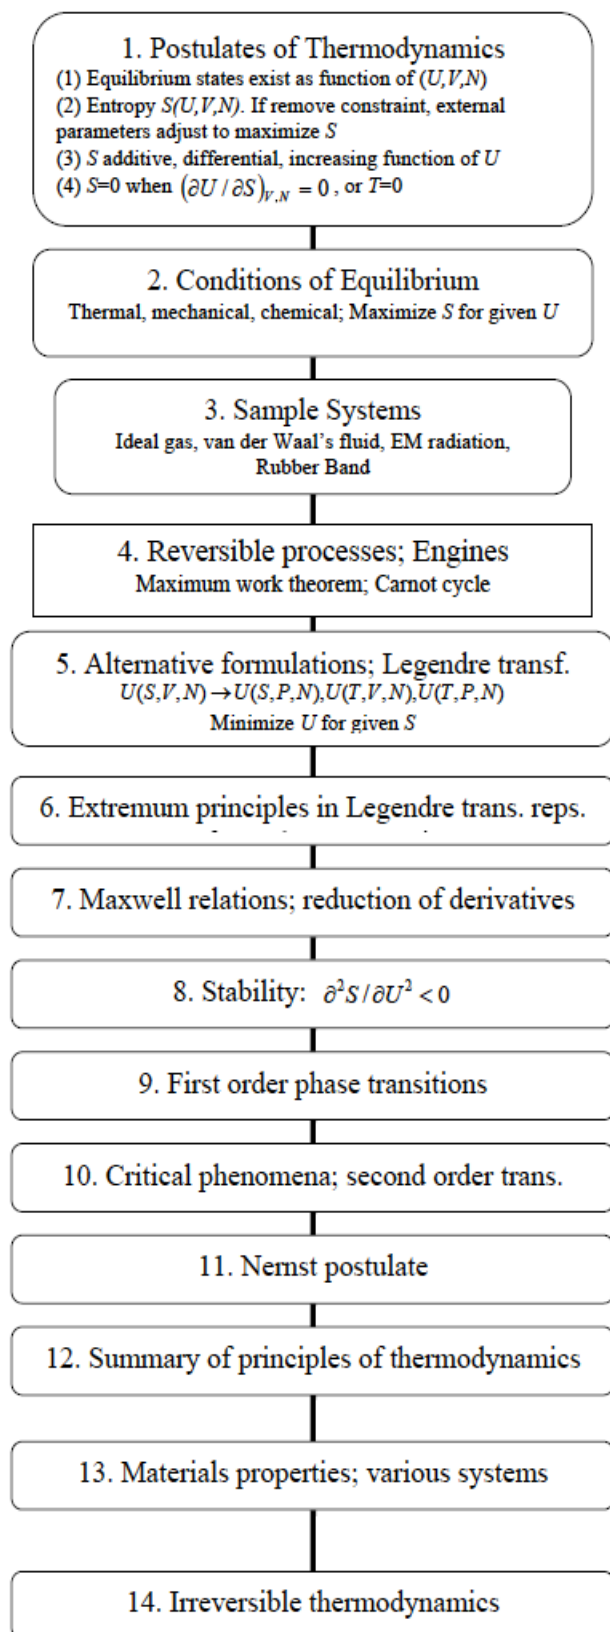 1. Postulates of Thermodynamics
(1) Equilibrium states exist as function of (U,V,N)
(2) Entropy S(U,V,N). If remove constraint, external
parameters adjust to maximize S
(3) S additive, differential, increasing function of U
(4) S=0 when (∂U / ∂S)_{V,N} = 0, or T=0
2. Conditions of Equilibrium
Thermal, mechanical, chemical; Maximize S for given U
3. Sample Systems
Ideal gas, van der Waal's fluid, EM radiation,
Rubber Band
4. Reversible processes; Engines
Maximum work theorem; Carnot cycle
5. Alternative formulations; Legendre transf.
U(S,V,N)→U(S,P,N),U(T,V,N),U(T,P,N)
Minimize U for given S
6. Extremum principles in Legendre trans. reps.
7. Maxwell relations; reduction of derivatives
8. Stability: ∂²S/∂U² < 0
9. First order phase transitions
10. Critical phenomena; second order trans.
11. Nernst postulate
12. Summary of principles of thermodynamics
13. Materials properties; various systems
14. Irreversible thermodynamics